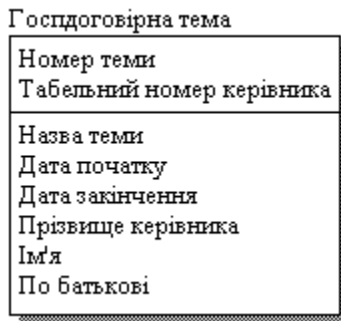 Госпдоговірна тема
Номер теми
Табельний номер керівника
Назва теми
Дата початку
Дата закінчення
Прізвище керівника
Ім'я
По батькові